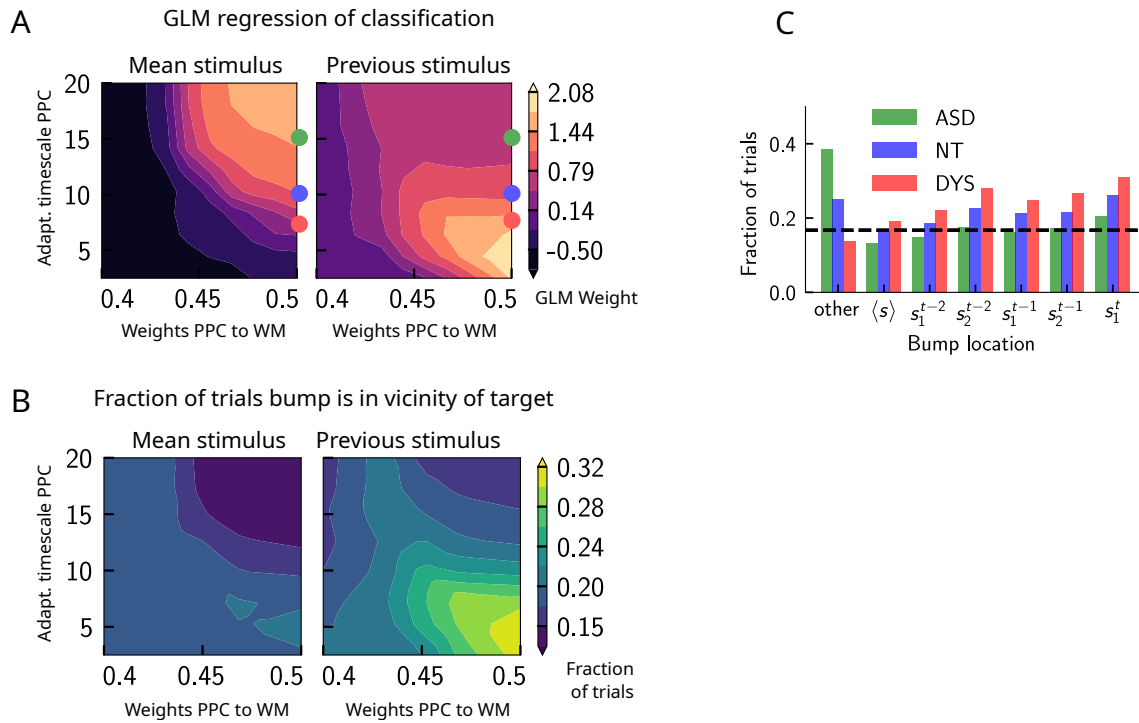 GLM regression of classification
A
Mean stimulus
Previous stimulus
Adapt. timescale PPC
20
15
10
5
0.4
0.45
0.5
Weights PPC to WM
0.4
0.45
0.5
Weights PPC to WM
2.08
1.44
0.79
0.14
-0.50
GLM Weight
C
Fraction of trials
0.4
0.2
0.0
ASD
NT
DYS
other
⟨s⟩
s₁ᵗ⁻²
s₂ᵗ⁻²
s₁ᵗ⁻¹
s₂ᵗ⁻¹
s₁ᵗ
Bump location
B
Fraction of trials bump is in vicinity of target
Mean stimulus
Previous stimulus
Adapt. timescale PPC
20
15
10
5
0.4
0.45
0.5
Weights PPC to WM
0.4
0.45
0.5
Weights PPC to WM
0.32
0.28
0.24
0.20
0.15
Fraction
of trials